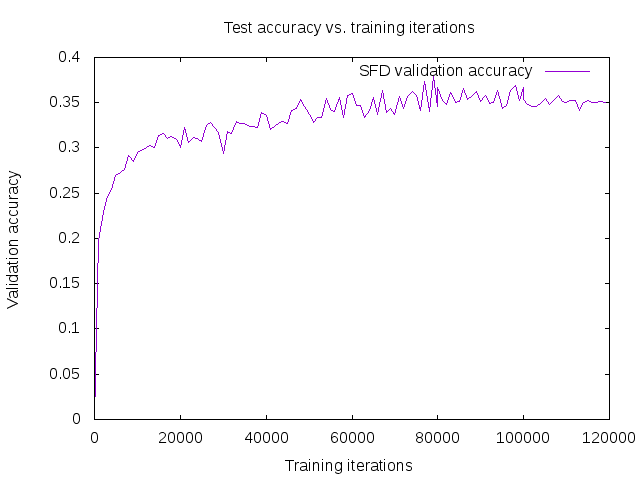 Test accuracy vs. training iterations
SFD validation accuracy
Validation accuracy
0.4
0.35
0.3
0.25
0.2
0.15
0.1
0.05
0
0 20000 40000 60000 80000 100000 120000
Training iterations